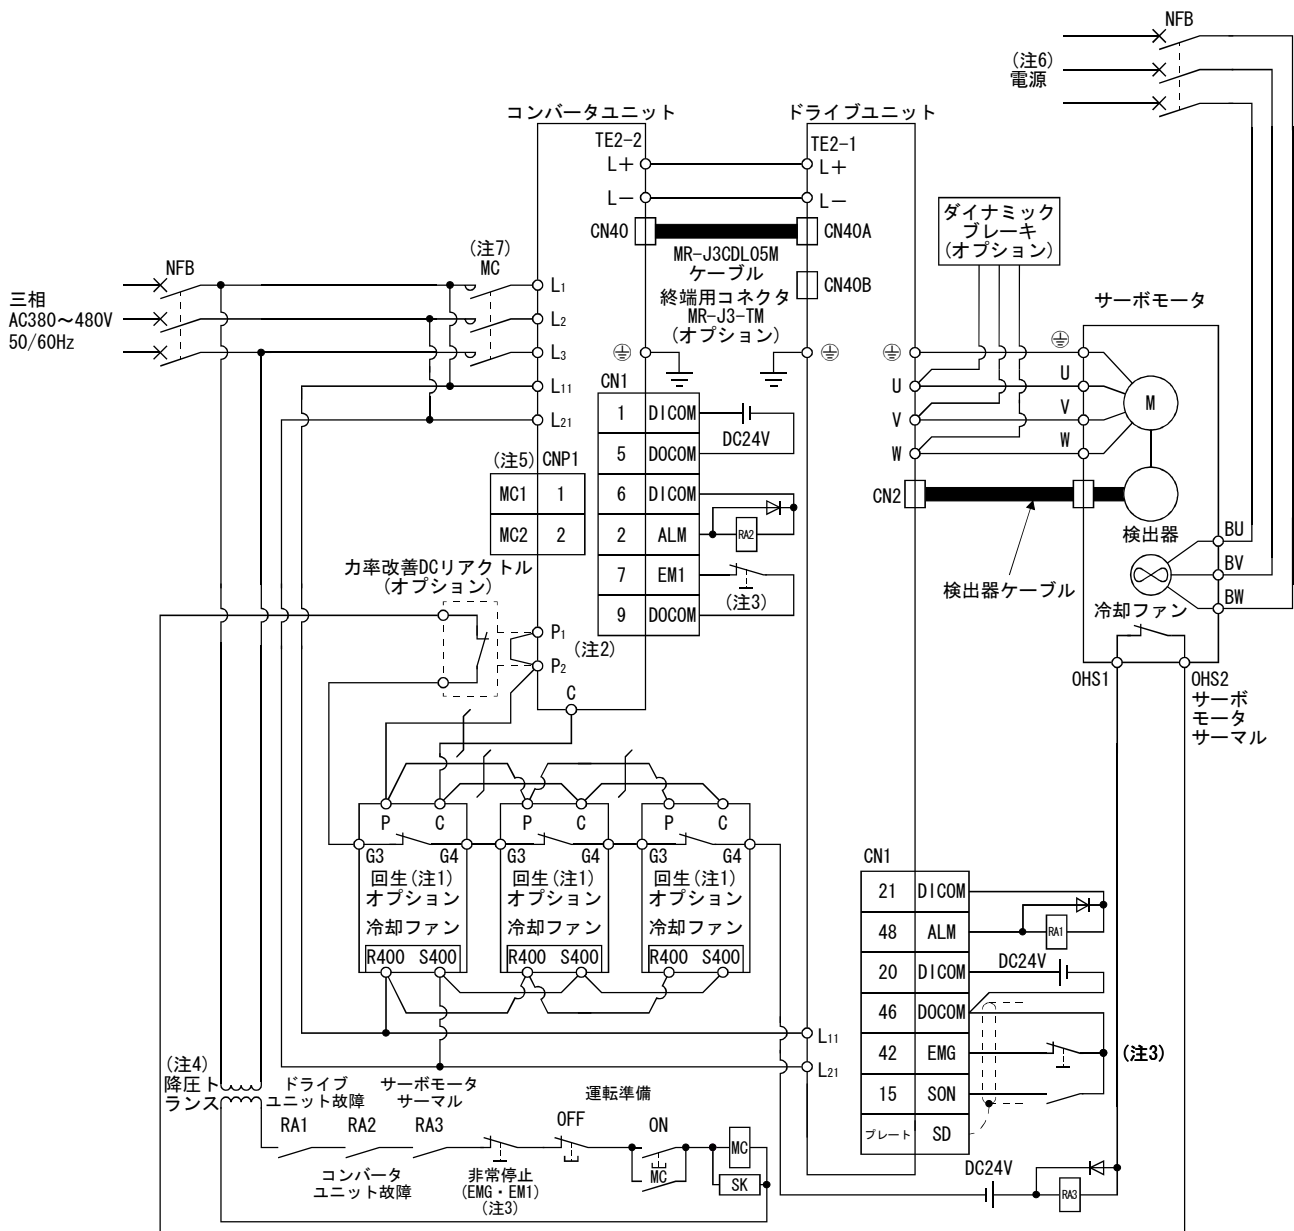 NFB
(注6)
電源
コンバータユニット
ドライブユニット
TE2-2
TE2-1
L+
L+
L-
L-
CN40
CN40A
MR-J3CDL05M
ケーブル
CN40B
終端用コネクタ
MR-J3-TM
(オプション)
ダイナミック
ブレーキ
(オプション)
サーボモータ
NFB
(注7)
MC
三相
AC380～480V
50/60Hz
L1
L2
L3
L11
L21
CN1
1 DICOM
DC24V
5 DOCOM
6 DICOM
2 ALM
RA2
7 EM1
(注3)
9 DOCOM
(注5) CNP1
MC1 1
MC2 2
U
V
W
U
V
W
M
CN2
検出器
検出器ケーブル
BU
BV
BW
冷却ファン
OHS1
OHS2
サーボ
モータ
サーマル
力率改善DCリアクトル
(オプション)
P1
P2
(注2)
C
P C
P C
P C
G3 G4
G3 G4
G3 G4
回生(注1)
オプション
回生(注1)
オプション
回生(注1)
オプション
冷却ファン
冷却ファン
冷却ファン
R400 S400
R400 S400
R400 S400
L11
L21
CN1
21 DICOM
48 ALM
RA1
20 DICOM
DC24V
46 DOCOM
42 EMG
(注3)
15 SON
プレート SD
DC24V
RA3
(注4)
降圧ト
ランス
ドライブ
ユニット故障
RA1
RA2
コンバータ
ユニット故障
サーボモータ
サーマル
RA3
非常停止
(EMG・EM1)
(注3)
運転準備
OFF
ON
MC
MC
SK